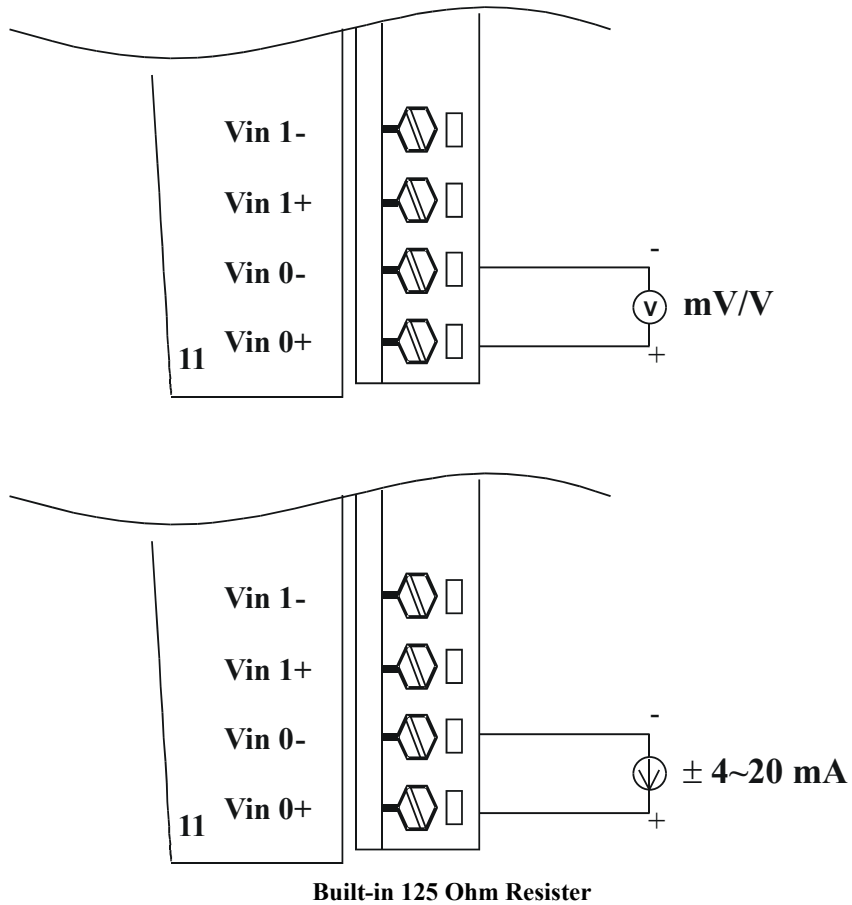 Vin 1-
Vin 1+
Vin 0-
Vin 0+
11
-
V
mV/V
+
Vin 1-
Vin 1+
Vin 0-
Vin 0+
11
-
± 4~20 mA
+
Built-in 125 Ohm Resister